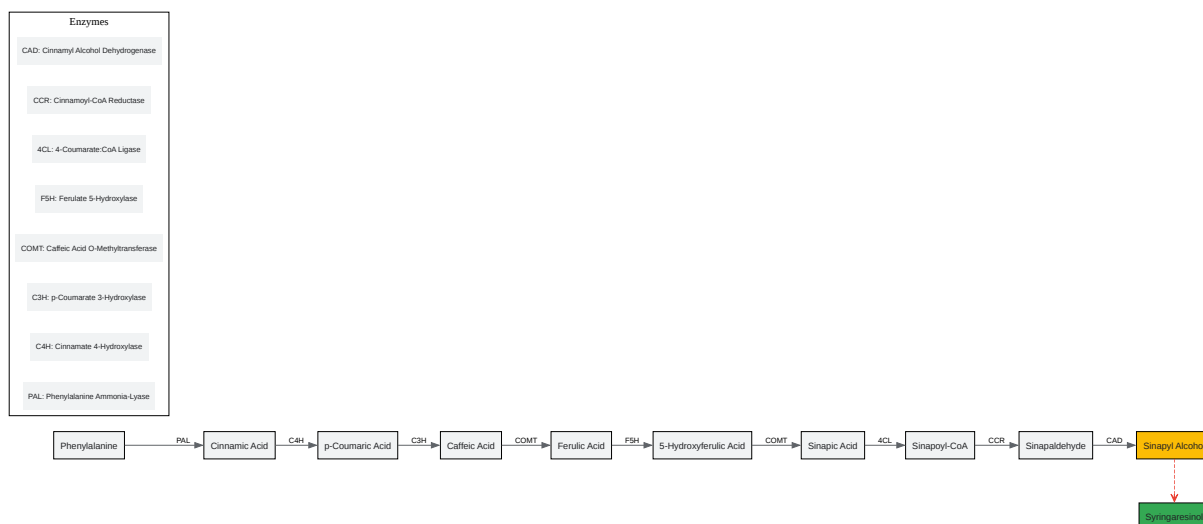 Enzymes
CAD: Cinnamyl Alcohol Dehydrogenase
CCR: Cinnamoyl-CoA Reductase
4CL: 4-Coumarate:CoA Ligase
F5H: Ferulate 5-Hydroxylase
COMT: Caffeic Acid O-Methyltransferase
C3H: p-Coumarate 3-Hydroxylase
C4H: Cinnamate 4-Hydroxylase
PAL: Phenylalanine Ammonia-Lyase
Phenylalanine PAL Cinnamic Acid C4H p-Coumaric Acid C3H Caffeic Acid COMT Ferulic Acid F5H 5-Hydroxyferulic Acid COMT Sinapic Acid 4CL Sinapoyl-CoA CCR Sinapaldehyde CAD Sinapyl Alcohol
Syringaresinol